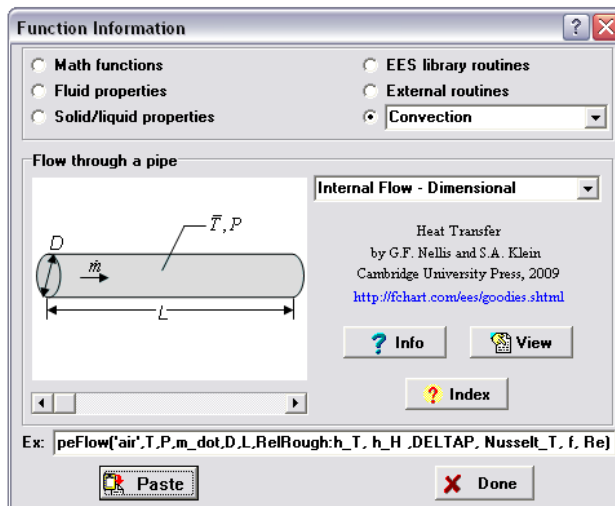 Function Information
Math functions
EES library routines
Fluid properties
External routines
Solid/liquid properties
Convection
Flow through a pipe
Internal Flow - Dimensional
T̄, P
D
ṁ
L
Heat Transfer
by G.F. Nellis and S.A. Klein
Cambridge University Press, 2009
http://fchart.com/ees/goodies.shtml
? Info
View
? Index
Ex: peFlow('air',T,P,m_dot,D,L,RelRough:h_T, h_H ,DELTAP, Nusselt_T, f, Re)
Paste
Done